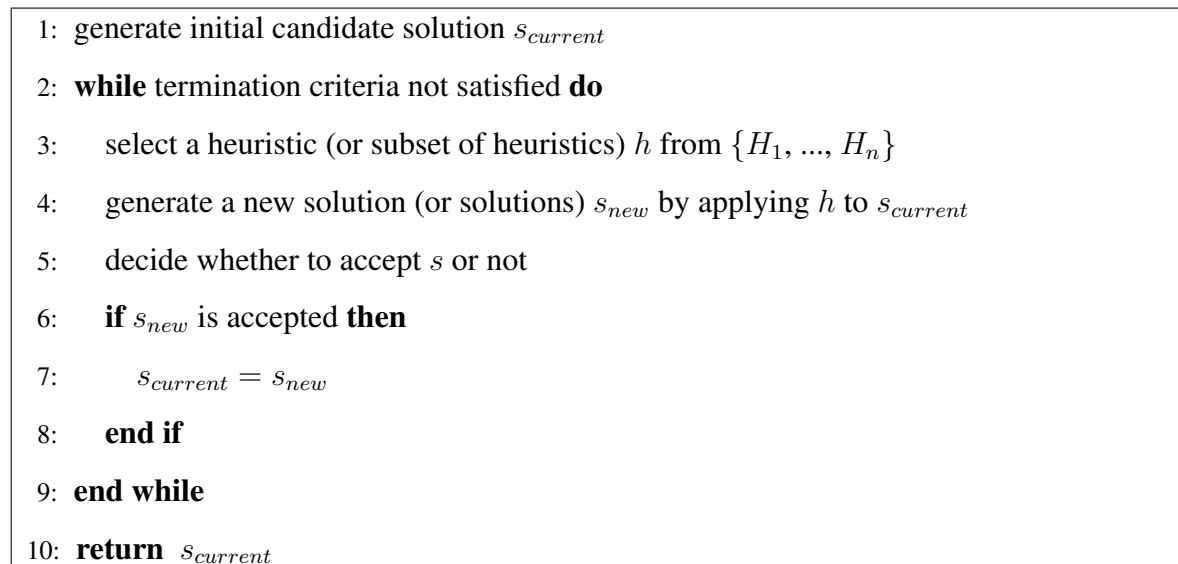 1: generate initial candidate solution s_current
2: while termination criteria not satisfied do
3: select a heuristic (or subset of heuristics) h from {H_1, ..., H_n}
4: generate a new solution (or solutions) s_new by applying h to s_current
5: decide whether to accept s or not
6: if s_new is accepted then
7: s_current = s_new
8: end if
9: end while
10: return s_current